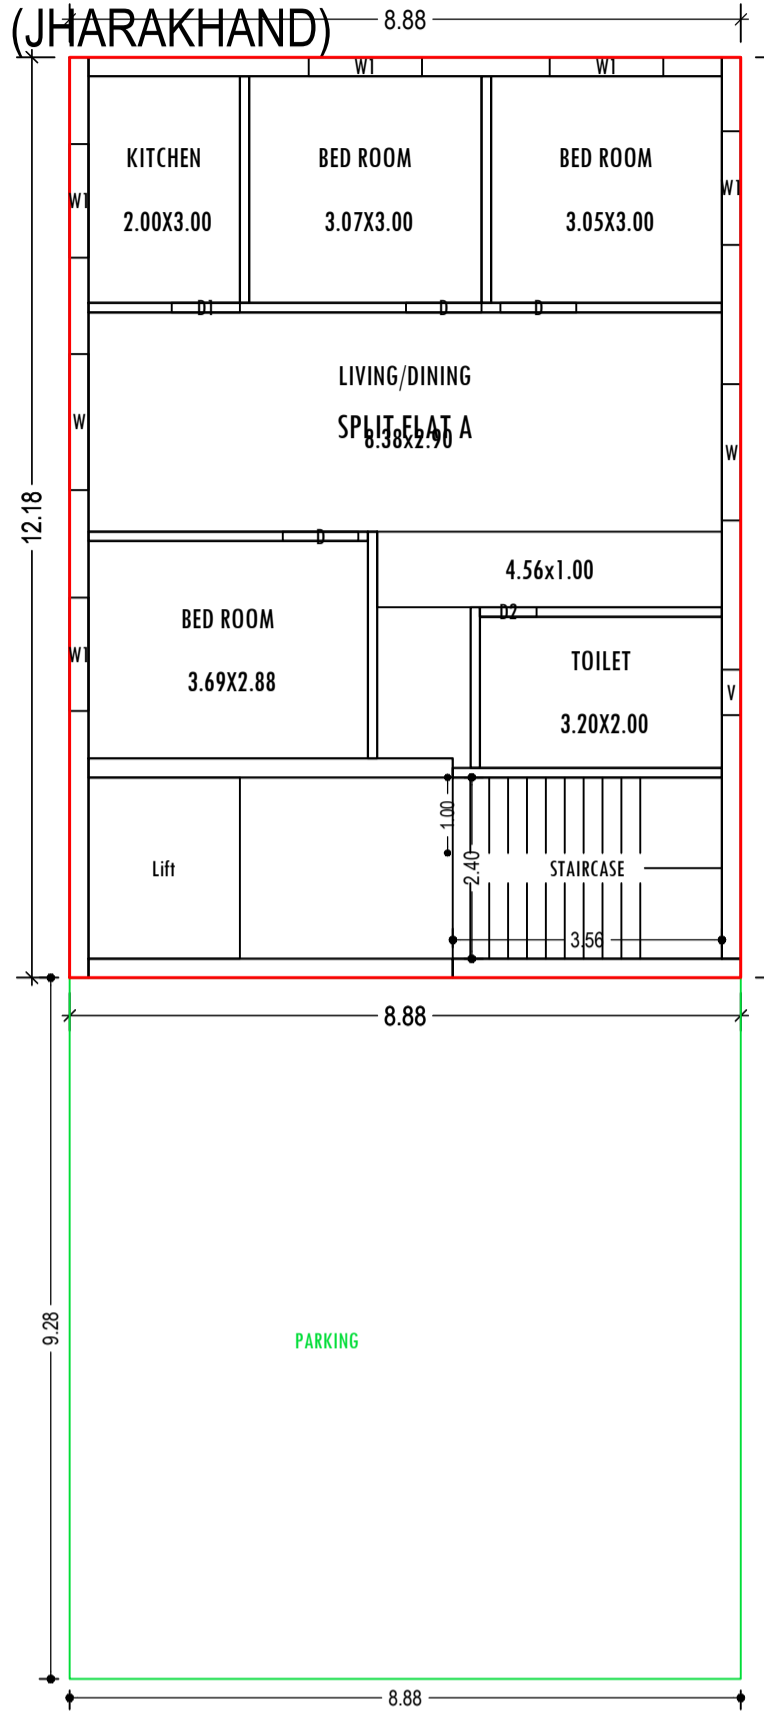 (JHARAKHAND)
8.88
W1
W1
KITCHEN
BED ROOM
BED ROOM
W1
W1
2.00X3.00
3.07X3.00
3.05X3.00
D1
D
D
LIVING/DINING
SPLIT FLAT A
8.38x2.90
W
W
12.18
D
4.56x1.00
D2
BED ROOM
W1
TOILET
3.69X2.88
V
3.20X2.00
1.00
Lift
2.40
STAIRCASE
3.56
8.88
9.28
PARKING
8.88